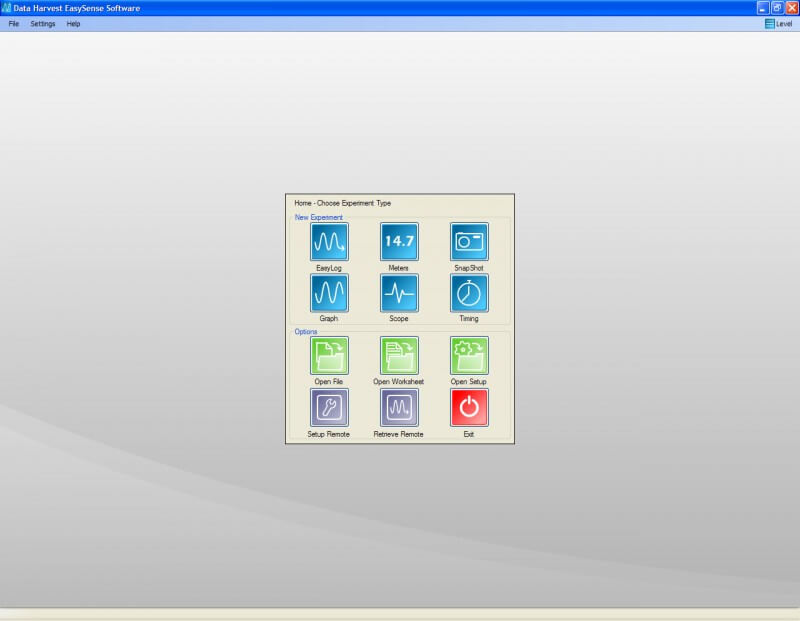 Data Harvest EasySense Software
File Settings Help Level
Home - Choose Experiment Type
New Experiment
14.7
EasyLog Meters SnapShot
Graph Scope Timing
Options
Open File Open Worksheet Open Setup
Setup Remote Retrieve Remote Exit